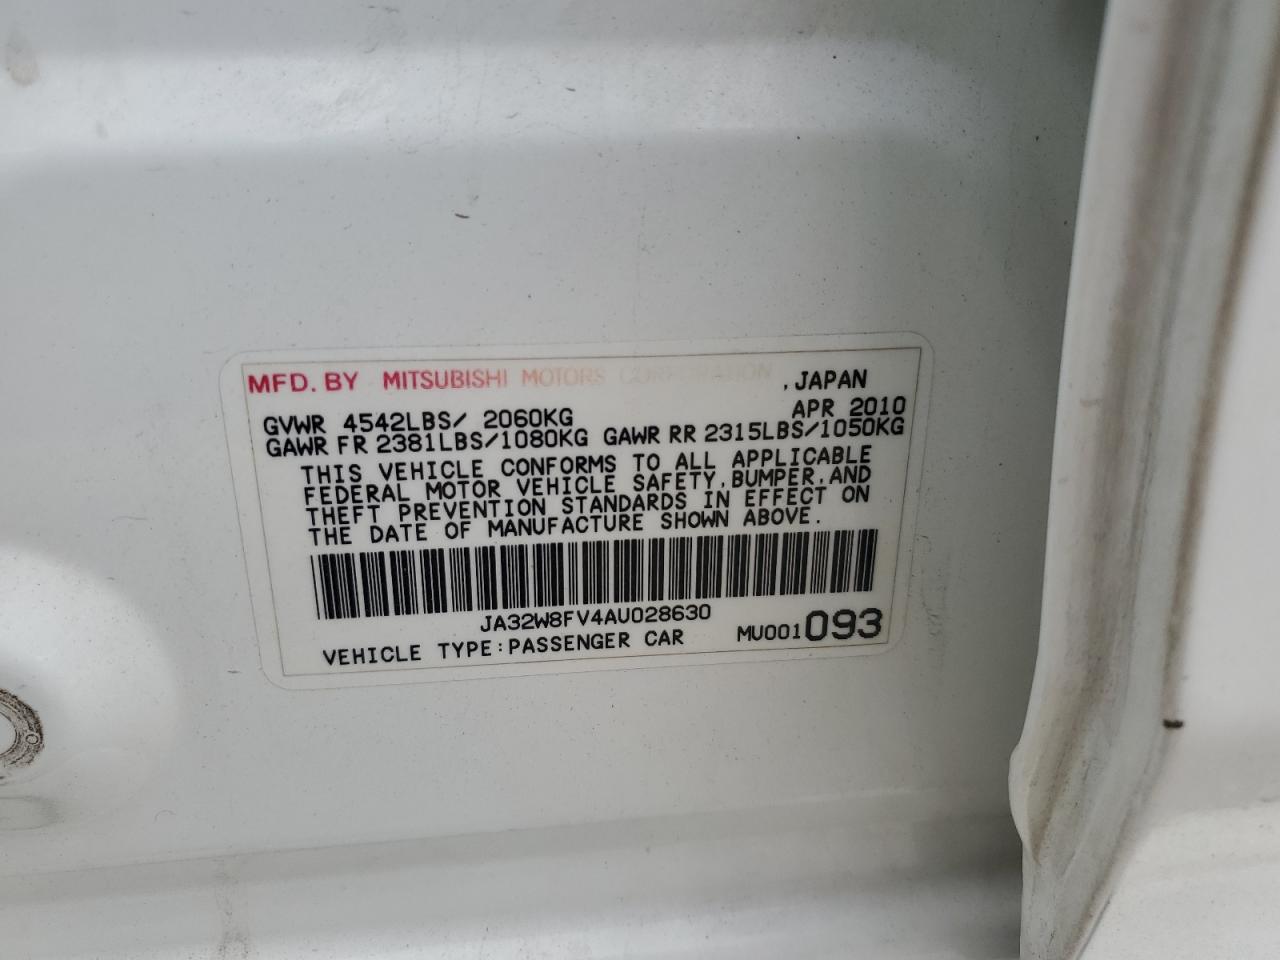 MFD. BY MITSUBISHI MOTORS CORPORATION , JAPAN
GVWR 4542LBS/ 2060KG APR 2010
GAWR FR 2381LBS/1080KG GAWR RR 2315LBS/1050KG
THIS VEHICLE CONFORMS TO ALL APPLICABLE
FEDERAL MOTOR VEHICLE SAFETY, BUMPER, AND
THEFT PREVENTION STANDARDS IN EFFECT ON
THE DATE OF MANUFACTURE SHOWN ABOVE.
JA32W8FV4AU028630
VEHICLE TYPE:PASSENGER CAR MU001093